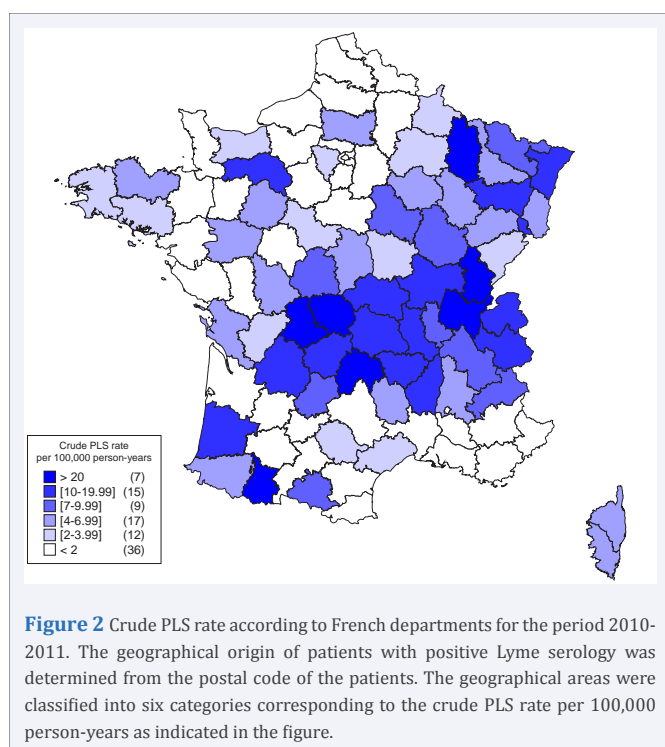 Crude PLS rate
per 100,000 person-years
> 20 (7)
[10-19.99] (15)
[7-9.99] (9)
[4-6.99] (17)
[2-3.99] (12)
< 2 (36)
Figure 2 Crude PLS rate according to French departments for the period 2010-
2011. The geographical origin of patients with positive Lyme serology was
determined from the postal code of the patients. The geographical areas were
classified into six categories corresponding to the crude PLS rate per 100,000
person-years as indicated in the figure.